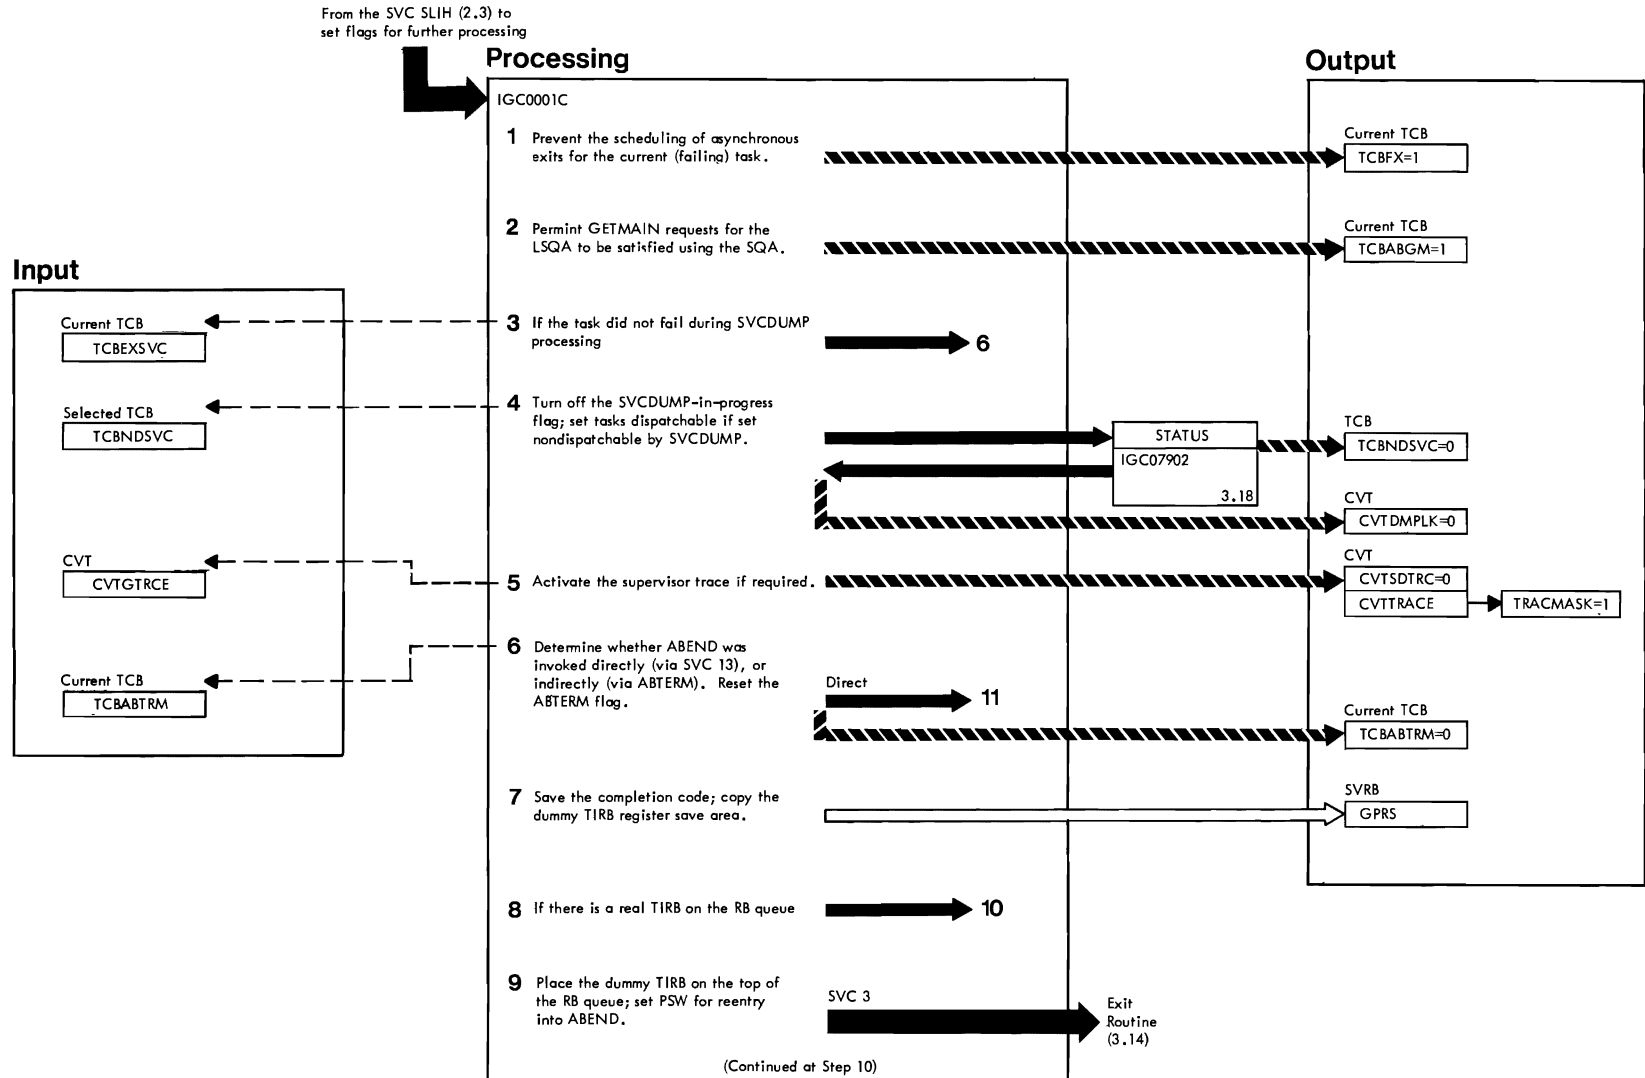 From the SVC SLIH (2.3) to
set flags for further processing
Processing
Output
Input
IGC0001C
1 Prevent the scheduling of asynchronous
exits for the current (failing) task.
Current TCB
TCBFX=1
2 Permint GETMAIN requests for the
LSQA to be satisfied using the SQA.
Current TCB
TCBABGM=1
Current TCB
TCBEXSVC
3 If the task did not fail during SVCDUMP
processing
6
Selected TCB
TCBNDSVC
4 Turn off the SVCDUMP-in-progress
flag; set tasks dispatchable if set
nondispatchable by SVCDUMP.
STATUS
IGC07902
3.18
TCB
TCBNDSVC=0
CVT
CVTDMPLK=0
CVT
CVTGTRCE
5 Activate the supervisor trace if required.
CVT
CVTSDTRC=0
CVTTRACE
TRACMASK=1
6 Determine whether ABEND was
invoked directly (via SVC 13), or
indirectly (via ABTERM). Reset the
ABTERM flag.
Current TCB
TCBABTRM
Direct
11
Current TCB
TCBABTRM=0
7 Save the completion code; copy the
dummy TIRB register save area.
SVRB
GPRS
8 If there is a real TIRB on the RB queue
10
9 Place the dummy TIRB on the top of
the RB queue; set PSW for reentry
into ABEND.
SVC 3
Exit
Routine
(3.14)
(Continued at Step 10)